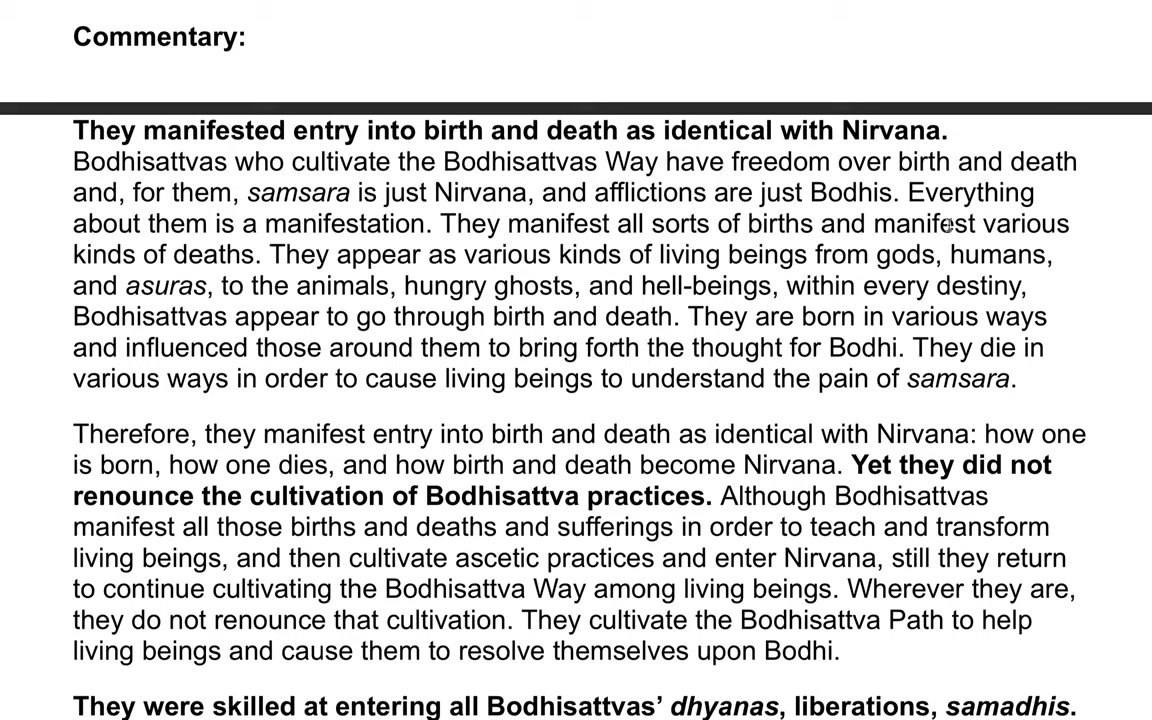 Commentary:
They manifested entry into birth and death as identical with Nirvana.
Bodhisattvas who cultivate the Bodhisattvas Way have freedom over birth and death
and, for them, samsara is just Nirvana, and afflictions are just Bodhis. Everything
about them is a manifestation. They manifest all sorts of births and manifest various
kinds of deaths. They appear as various kinds of living beings from gods, humans,
and asuras, to the animals, hungry ghosts, and hell-beings, within every destiny,
Bodhisattvas appear to go through birth and death. They are born in various ways
and influenced those around them to bring forth the thought for Bodhi. They die in
various ways in order to cause living beings to understand the pain of samsara.
Therefore, they manifest entry into birth and death as identical with Nirvana: how one
is born, how one dies, and how birth and death become Nirvana. Yet they did not
renounce the cultivation of Bodhisattva practices. Although Bodhisattvas
manifest all those births and deaths and sufferings in order to teach and transform
living beings, and then cultivate ascetic practices and enter Nirvana, still they return
to continue cultivating the Bodhisattva Way among living beings. Wherever they are,
they do not renounce that cultivation. They cultivate the Bodhisattva Path to help
living beings and cause them to resolve themselves upon Bodhi.
They were skilled at entering all Bodhisattvas’ dhyanas, liberations, samadhis.